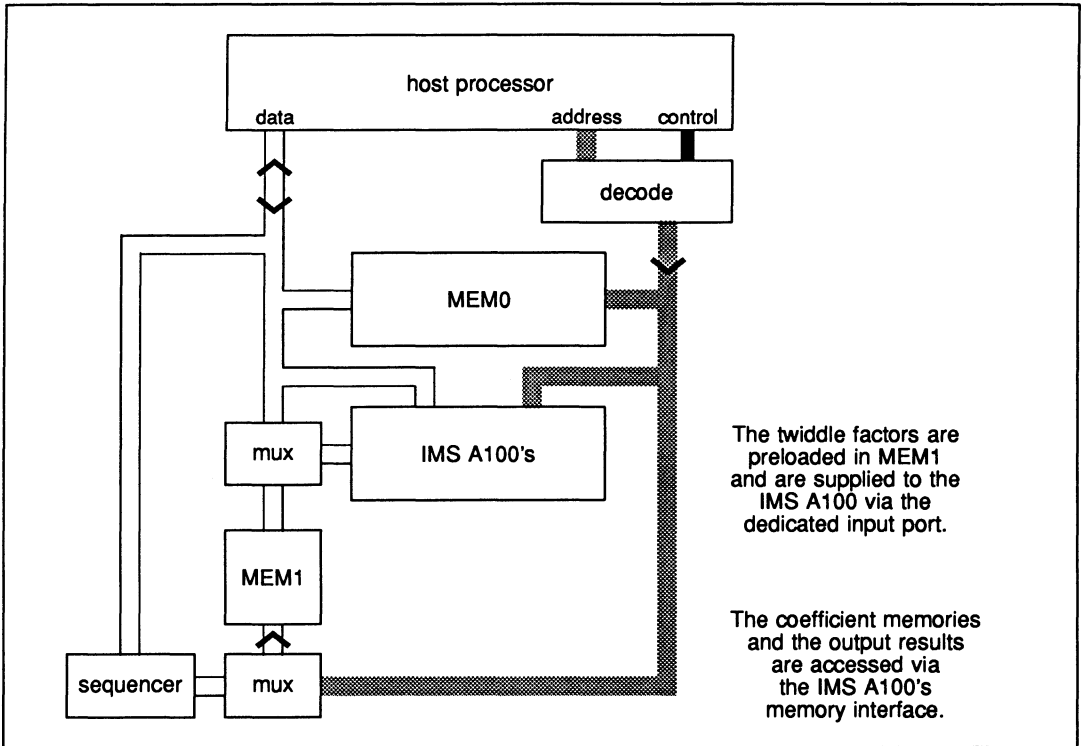 host processor
data
address
control
decode
MEM0
mux
IMS A100's
MEM1
sequencer
mux
The twiddle factors are
preloaded in MEM1
and are supplied to the
IMS A100 via the
dedicated input port.
The coefficient memories
and the output results
are accessed via
the IMS A100's
memory interface.